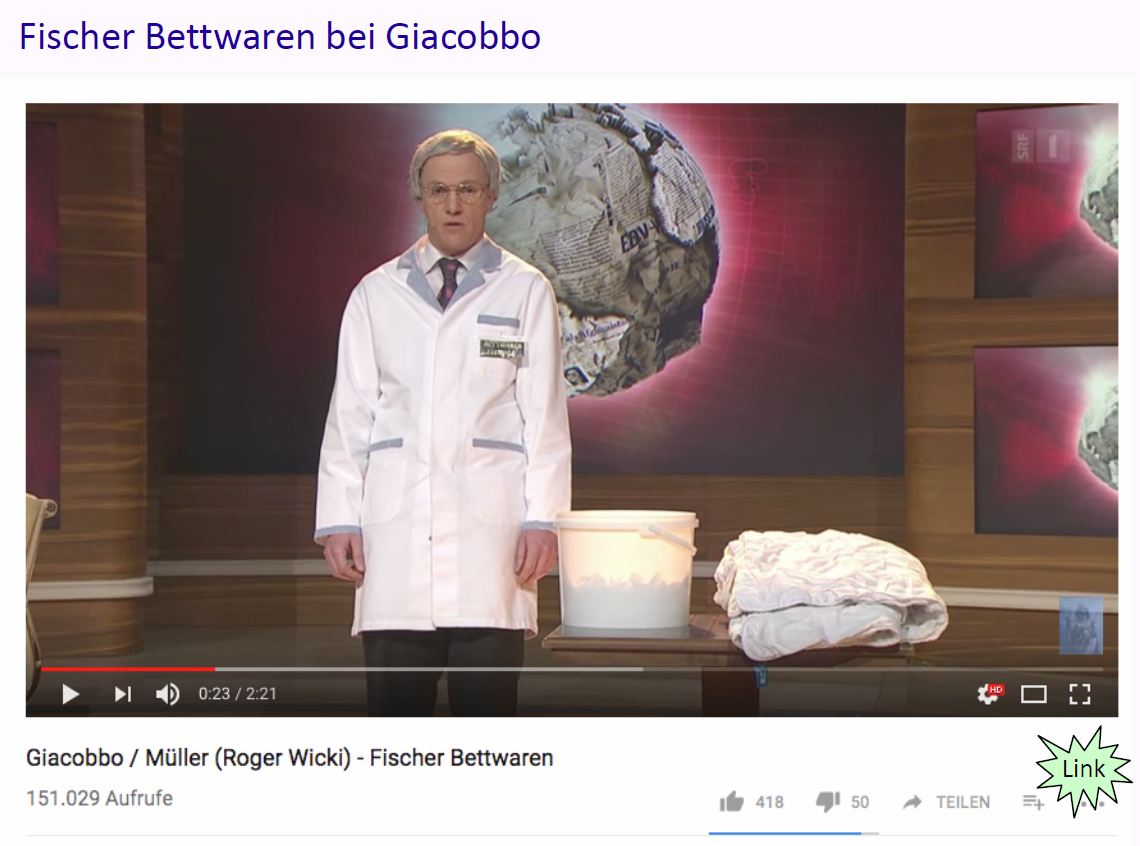 Fischer Bettwaren bei Giacobbo
SRF 1
EBV-
0:23 / 2:21
HD
Giacobbo / Müller (Roger Wicki) - Fischer Bettwaren
Link
151.029 Aufrufe
418
50
TEILEN